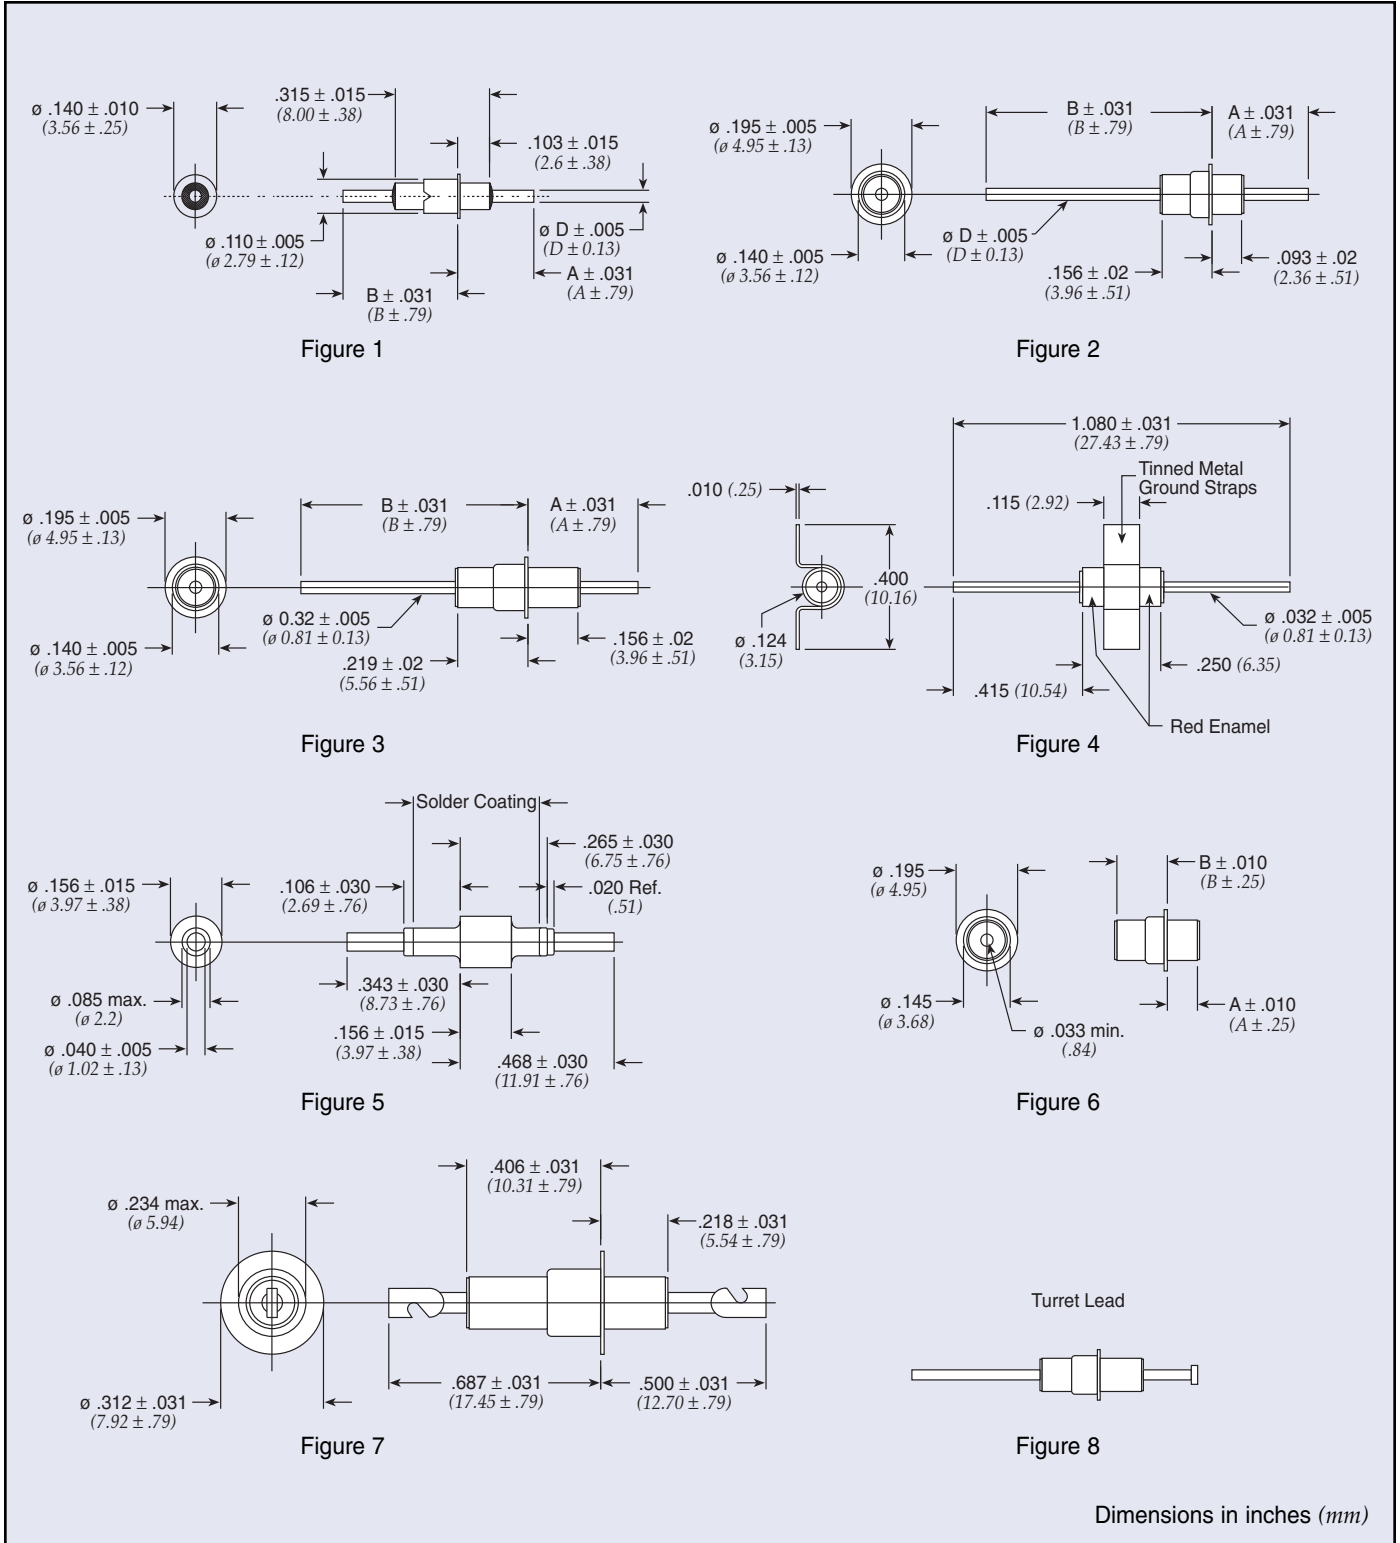 ø .140 ± .010
(3.56 ± .25)
.315 ± .015
(8.00 ± .38)
.103 ± .015
(2.6 ± .38)
ø .110 ± .005
(ø 2.79 ± .12)
ø D ± .005
(D ± 0.13)
B ± .031
(B ± .79)
A ± .031
(A ± .79)
Figure 1
ø .195 ± .005
(ø 4.95 ± .13)
B ± .031
(B ± .79)
A ± .031
(A ± .79)
ø .140 ± .005
(ø 3.56 ± .12)
ø D ± .005
(D ± 0.13)
.156 ± .02
(3.96 ± .51)
.093 ± .02
(2.36 ± .51)
Figure 2
ø .195 ± .005
(ø 4.95 ± .13)
B ± .031
(B ± .79)
A ± .031
(A ± .79)
ø .140 ± .005
(ø 3.56 ± .12)
ø 0.32 ± .005
(ø 0.81 ± 0.13)
.219 ± .02
(5.56 ± .51)
.156 ± .02
(3.96 ± .51)
Figure 3
1.080 ± .031
(27.43 ± .79)
Tinned Metal
Ground Straps
.010 (.25)
.115 (2.92)
.400
(10.16)
ø .124
(3.15)
ø .032 ± .005
(ø 0.81 ± 0.13)
.250 (6.35)
.415 (10.54)
Red Enamel
Figure 4
Solder Coating
.265 ± .030
(6.75 ± .76)
ø .156 ± .015
(ø 3.97 ± .38)
.106 ± .030
(2.69 ± .76)
.020 Ref.
(.51)
ø .085 max.
(ø 2.2)
.343 ± .030
(8.73 ± .76)
ø .040 ± .005
(ø 1.02 ± .13)
.156 ± .015
(3.97 ± .38)
.468 ± .030
(11.91 ± .76)
Figure 5
ø .195
(ø 4.95)
B ± .010
(B ± .25)
ø .145
(ø 3.68)
ø .033 min.
(.84)
A ± .010
(A ± .25)
Figure 6
.406 ± .031
(10.31 ± .79)
ø .234 max.
(ø 5.94)
.218 ± .031
(5.54 ± .79)
ø .312 ± .031
(7.92 ± .79)
.687 ± .031
(17.45 ± .79)
.500 ± .031
(12.70 ± .79)
Figure 7
Turret Lead
Figure 8
Dimensions in inches (mm)